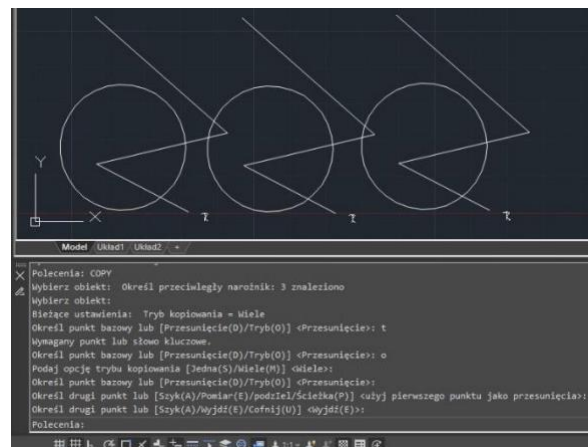 Y
X
Model Układ1 Układ2 +
Polecenia: COPY
Wybierz obiekt: Określ przeciwległy narożnik: 3 znaleziono
Wybierz obiekt:
Bieżące ustawienia: Tryb kopiowania = Wiele
Określ punkt bazowy lub [Przesunięcie(D)/Tryb(O)] <Przesunięcie>: t
Wymagany punkt lub słowo kluczowe.
Określ punkt bazowy lub [Przesunięcie(D)/Tryb(O)] <Przesunięcie>: o
Podaj opcję trybu kopiowania [Jedna(S)/Wiele(M)] <Wiele>:
Określ punkt bazowy lub [Przesunięcie(D)/Tryb(O)] <Przesunięcie>:
Określ drugi punkt lub [Szyk(A)/Pomiar(E)/podzIel/Ścieżka(P)] <użyj pierwszego punktu jako przesunięcia>:
Określ drugi punkt lub [Szyk(A)/Wyjdź(E)/Cofnij(U)] <Wyjdź(E)>:
Polecenia:
1:1